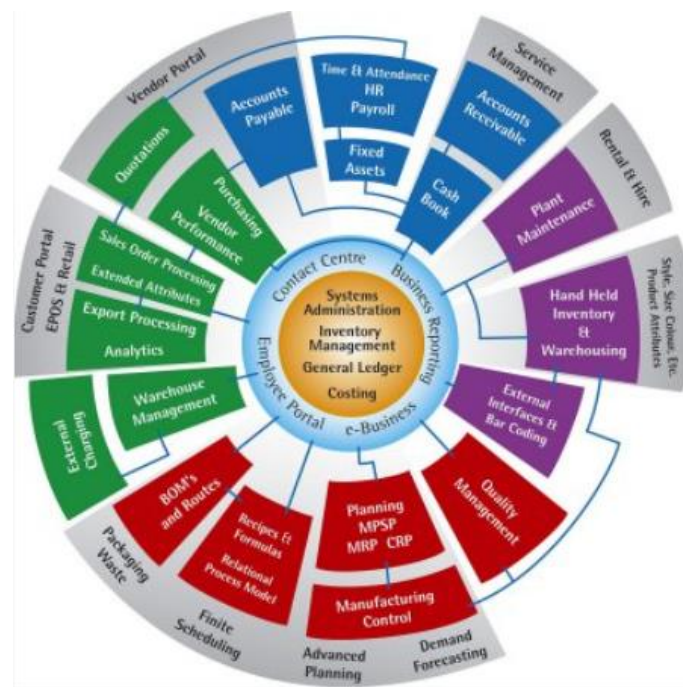 Vendor Portal
Service
Management
Rental & Hire
Style, Size Colour, Etc.
Product Attributes
Customer Portal
EPOS & Retail
Packaging
Waste
Finite
Scheduling
Advanced
Planning
Demand
Forecasting
Quotations
Purchasing
Vendor
Performance
Accounts
Payable
Time & Attendance
HR
Payroll
Fixed
Assets
Accounts
Receivable
Cash
Book
Plant
Maintenance
Hand Held
Inventory
&
Warehousing
External
Interfaces &
Bar Coding
Sales Order Processing
Extended Attributes
Export Processing
Analytics
Warehouse
Management
External
Charging
BOM's
and Routes
Recipes &
Formulas
Relational
Process Model
Planning
MPSP
MRP CRP
Manufacturing
Control
Quality
Management
Contact Centre
Business Reporting
Employee Portal
e-Business
Systems
Administration
Inventory
Management
General Ledger
Costing